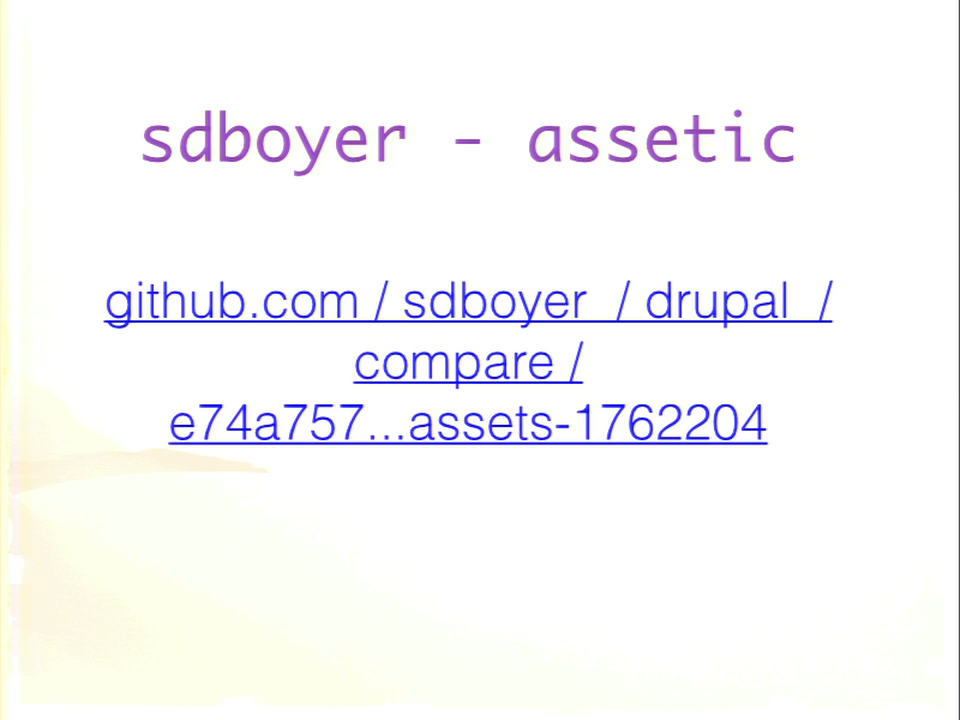 sdboyer - assetic
github.com / sdboyer  / drupal  /
compare /
e74a757...assets-1762204